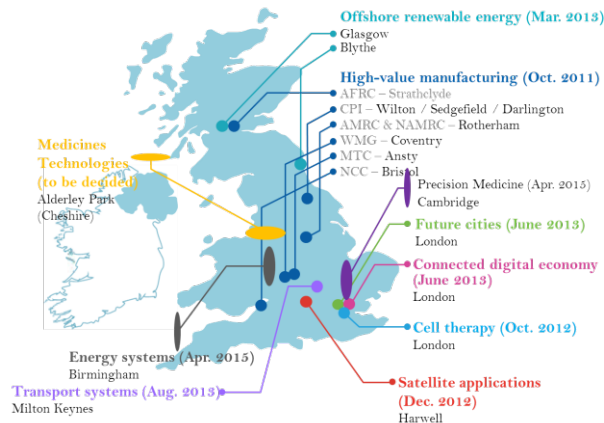 Offshore renewable energy (Mar. 2013)
Glasgow
Blythe
High-value manufacturing (Oct. 2011)
AFRC – Strathclyde
CPI – Wilton / Sedgefield / Darlington
AMRC & NAMRC – Rotherham
WMG – Coventry
MTC – Ansty
NCC – Bristol
Medicines
Technologies
(to be decided)
Alderley Park
(Cheshire)
Precision Medicine (Apr. 2015)
Cambridge
Future cities (June 2013)
London
Connected digital economy
(June 2013)
London
Cell therapy (Oct. 2012)
London
Energy systems (Apr. 2015)
Birmingham
Transport systems (Aug. 2013)
Milton Keynes
Satellite applications
(Dec. 2012)
Harwell